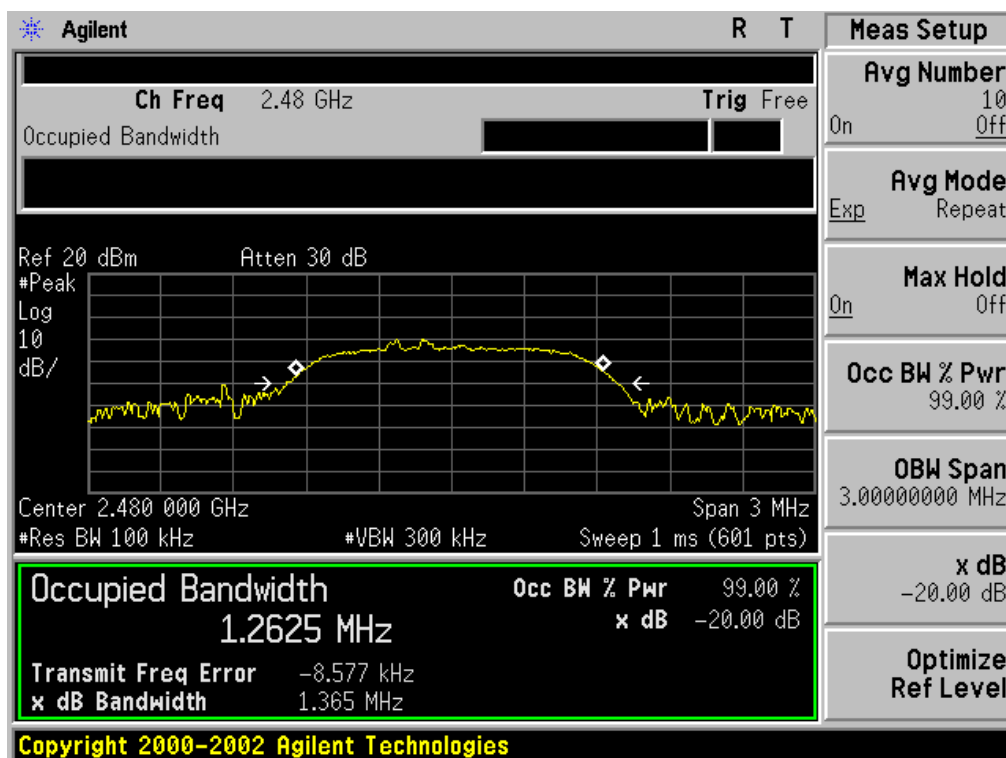 Agilent R T
Ch Freq 2.48 GHz Trig Free
Occupied Bandwidth
Ref 20 dBm Atten 30 dB
#Peak
Log
10
dB/
Center 2.480 000 GHz Span 3 MHz
#Res BW 100 kHz #VBW 300 kHz Sweep 1 ms (601 pts)
Occupied Bandwidth Occ BW % Pwr 99.00 %
1.2625 MHz x dB -20.00 dB
Transmit Freq Error -8.577 kHz
x dB Bandwidth 1.365 MHz
Copyright 2000-2002 Agilent Technologies
Meas Setup
Avg Number
10
On Off
Avg Mode
Exp Repeat
Max Hold
On Off
Occ BW % Pwr
99.00 %
OBW Span
3.00000000 MHz
x dB
-20.00 dB
Optimize
Ref Level